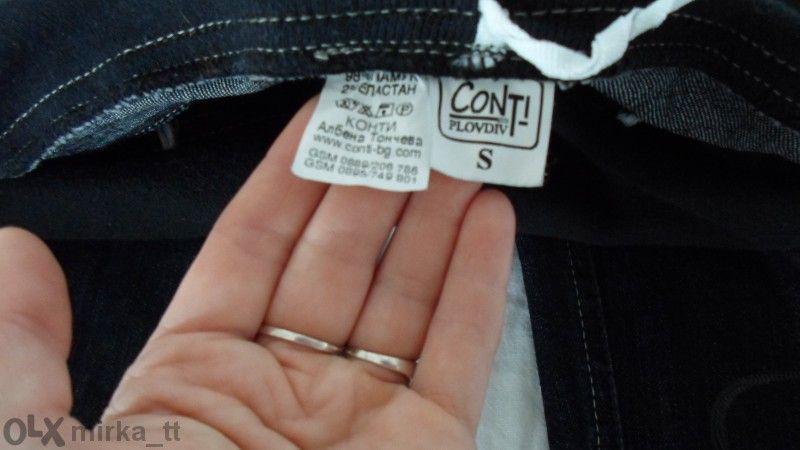 98% ПАМУК
2% ЕЛАСТАН
КОНТИ
Албена Тончева
www.conti-bg.com
GSM 0889/206 786
GSM 0895/749 801
CONTI
PLOVDIV
S
OLX mirka_tt